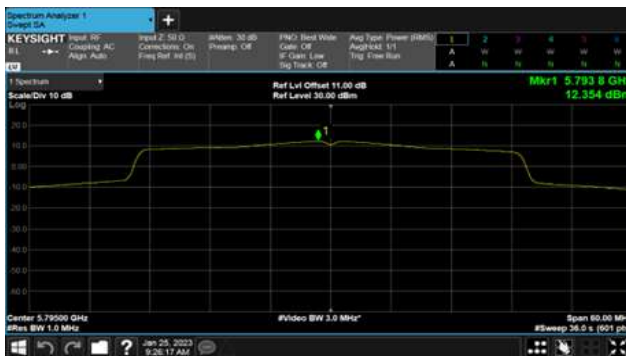 Spectrum Analyzer 1
Swept SA
KEYSIGHT Input: RF Input Z: 50 Ω #Atten: 30 dB PNO: Best Wide Avg Type: Power (RMS) 1 2 3 4 5 6
RL Coupling: AC Corrections: On Preamp: Off Gate: Off Avg|Hold: 1/1 A W W W W W
Align: Auto Freq Ref: Int (S) IF Gain: Low Trig: Free Run
Sig Track: Off A N N N N N
1 Spectrum Ref Lvl Offset 11.00 dB Mkr1 5.793 8 GHz
Scale/Div 10 dB Ref Level 30.00 dBm 12.354 dBm
Log
20.0
10.0
1
0.00
-10.0
-20.0
-30.0
-40.0
-50.0
-60.0
Center 5.79500 GHz #Video BW 3.0 MHz* Span 60.00 MH
#Res BW 1.0 MHz #Sweep 36.0 s (601 pt
? Jan 25, 2023
9:26:17 AM